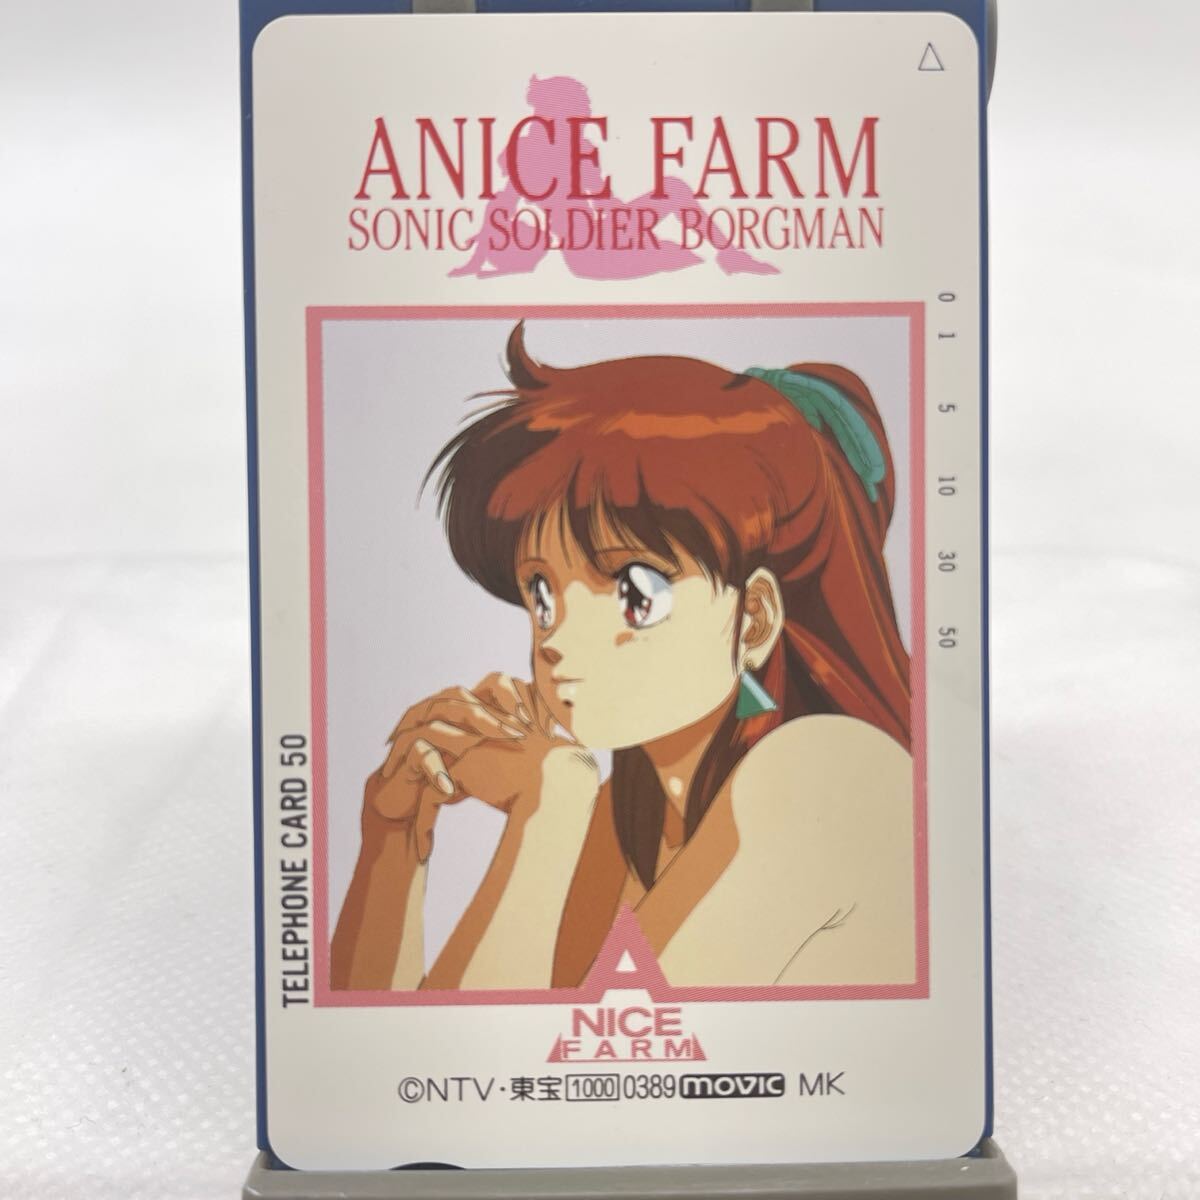 ANICE FARM
SONIC SOLDIER BORGMAN
0
1
5
10
30
50
TELEPHONE CARD 50
A
NICE
FARM
©NTV・東宝 1000 0389 movic MK